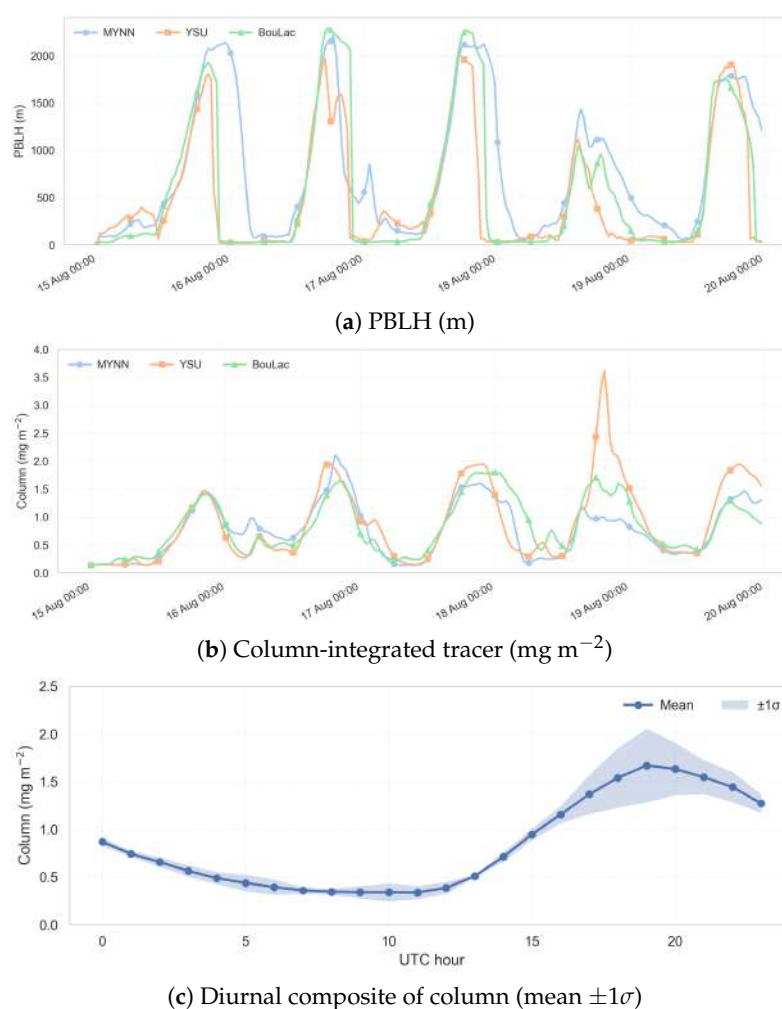 MYNN YSU BouLac
2000
1500
1000
500
0
PBLH (m)
15 Aug 00:00 16 Aug 00:00 17 Aug 00:00 18 Aug 00:00 19 Aug 00:00 20 Aug 00:00
(a) PBLH (m)
4.0
MYNN YSU BouLac
3.5
3.0
2.5
2.0
1.5
1.0
0.5
0.0
Column (mg m−2)
15 Aug 00:00 16 Aug 00:00 17 Aug 00:00 18 Aug 00:00 19 Aug 00:00 20 Aug 00:00
(b) Column-integrated tracer (mg m−2)
2.5
Mean ±1σ
2.0
1.5
1.0
0.5
0.0
Column (mg m−2)
0 5 10 15 20
UTC hour
(c) Diurnal composite of column (mean ±1σ)